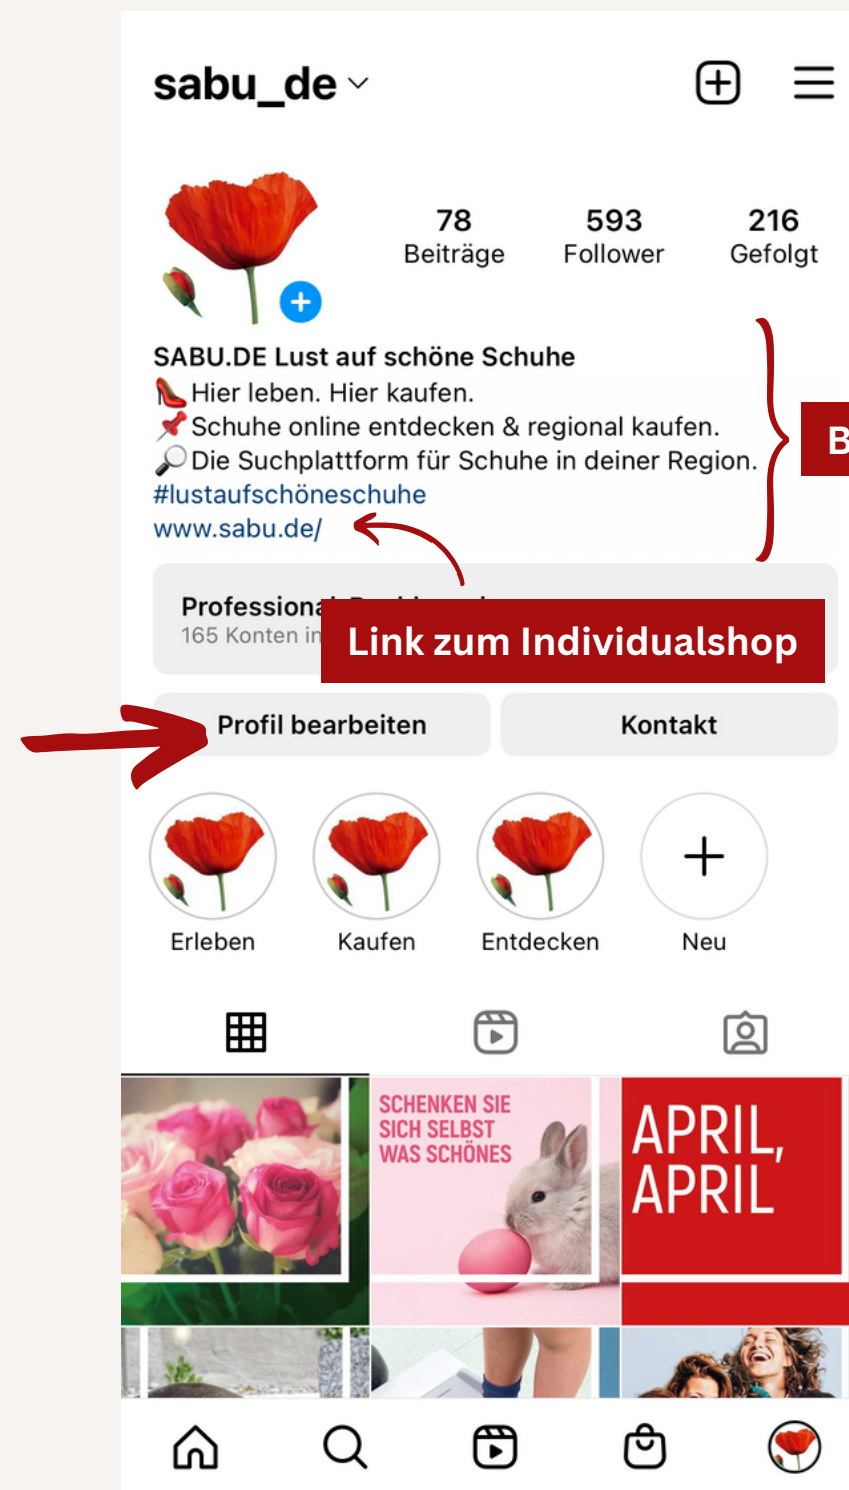 sabu_de
78
Beiträge
593
Follower
216
Gefolgt
SABU.DE Lust auf schöne Schuhe
Hier leben. Hier kaufen.
Schuhe online entdecken & regional kaufen.
Die Suchplattform für Schuhe in deiner Region.
#lustaufschöneschuhe
www.sabu.de/
B
165 Konten
Link zum Individualshop
Profil bearbeiten
Kontakt
Erleben
Kaufen
Entdecken
Neu
SCHENKEN SIE
SICH SELBST
WAS SCHÖNES
APRIL,
APRIL